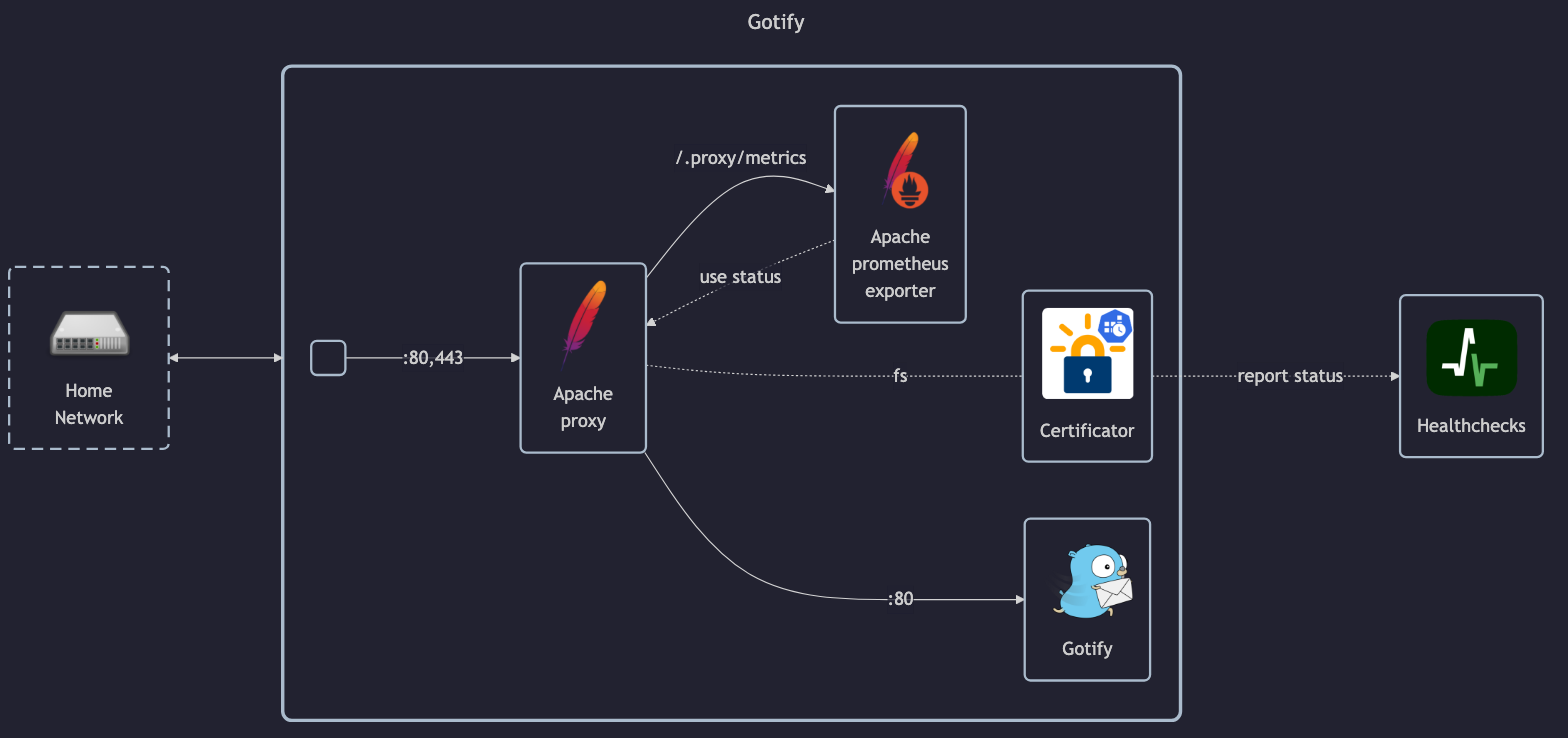 Gotify
/.proxy/metrics
Apache
prometheus
exporter
use status
Home
Network
:80,443
Apache
proxy
fs
Certificator
report status
Healthchecks
:80
Gotify